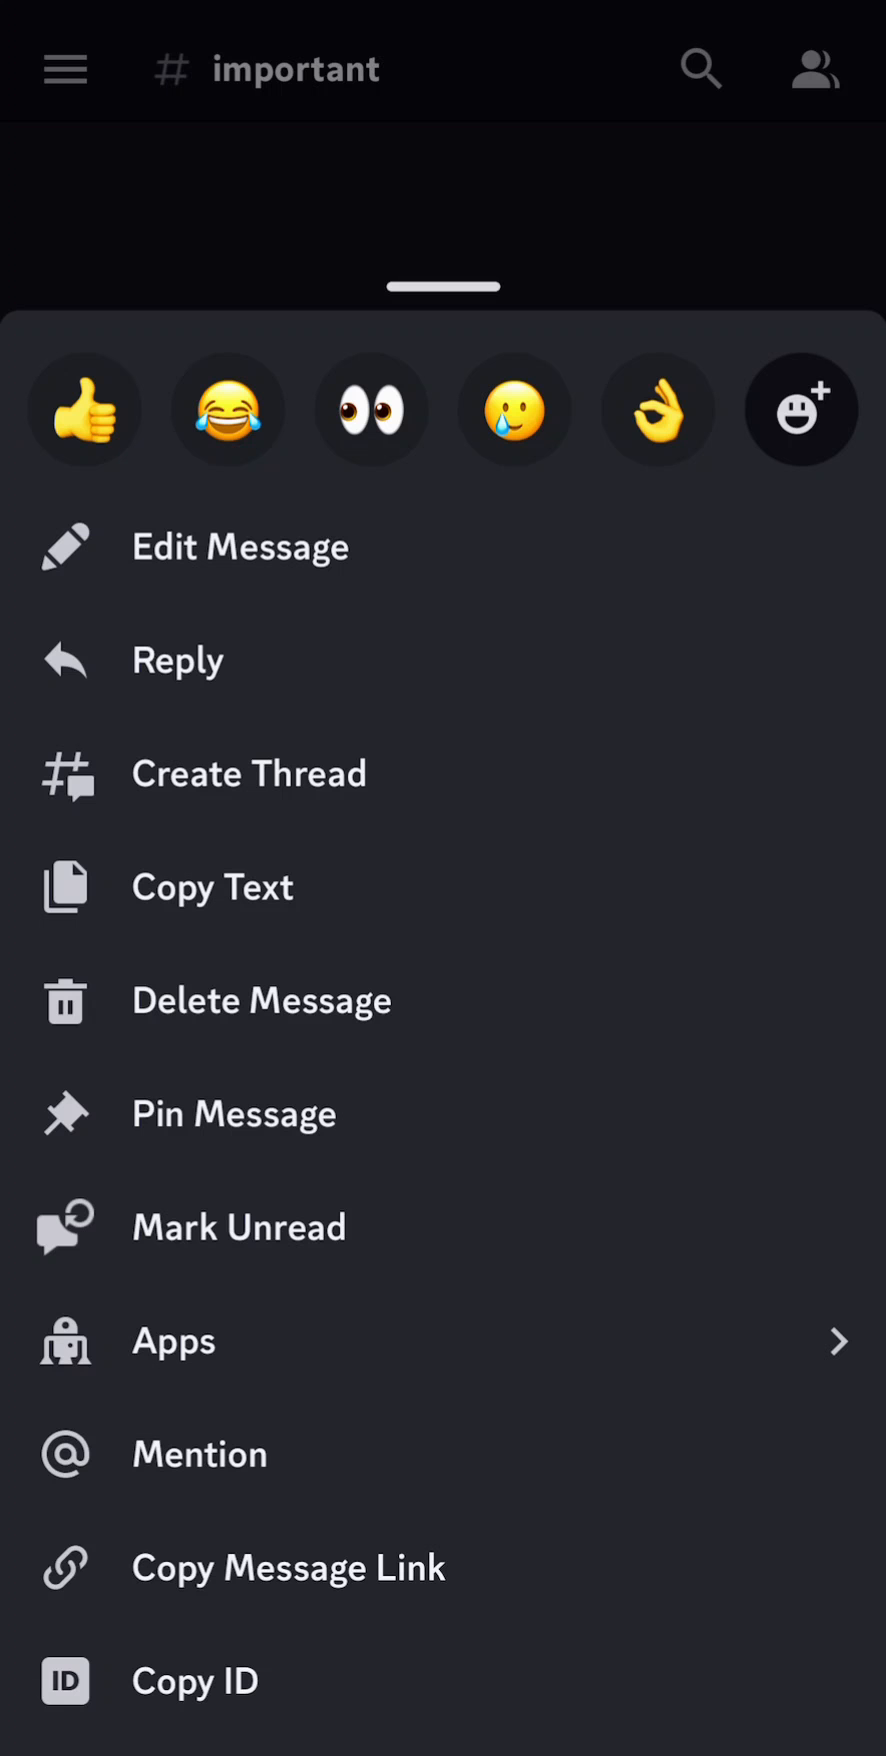 # important
Edit Message
Reply
Create Thread
Copy Text
Delete Message
Pin Message
Mark Unread
Apps
Mention
Copy Message Link
ID Copy ID